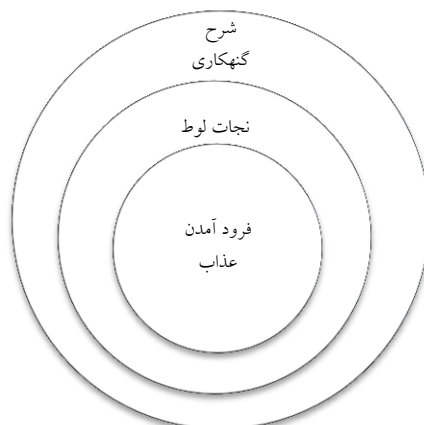 شرح
گنهکاری
نجات لوط
فرود آمدن
عذاب